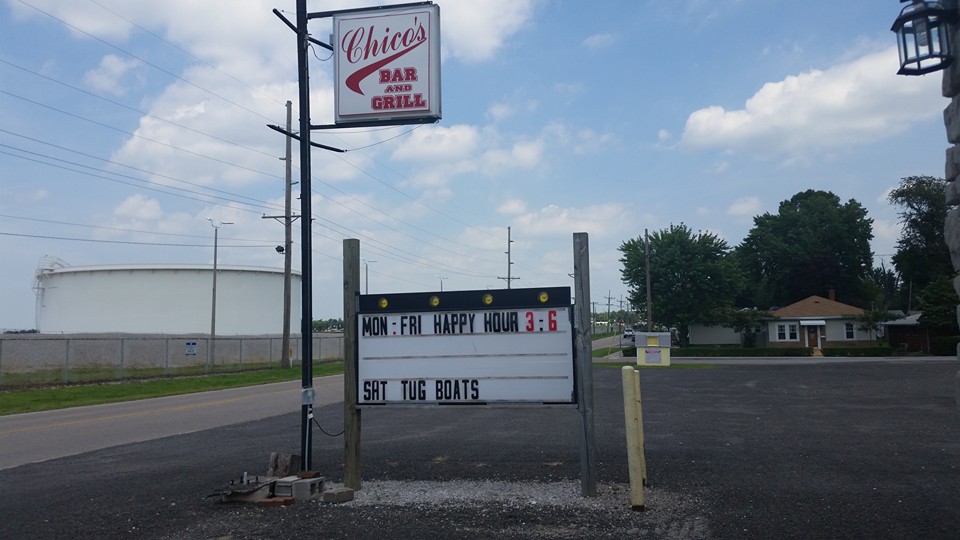 Chico's
BAR
AND
GRILL
MON:FRI HAPPY HOUR 3:6
SAT TUG BOATS